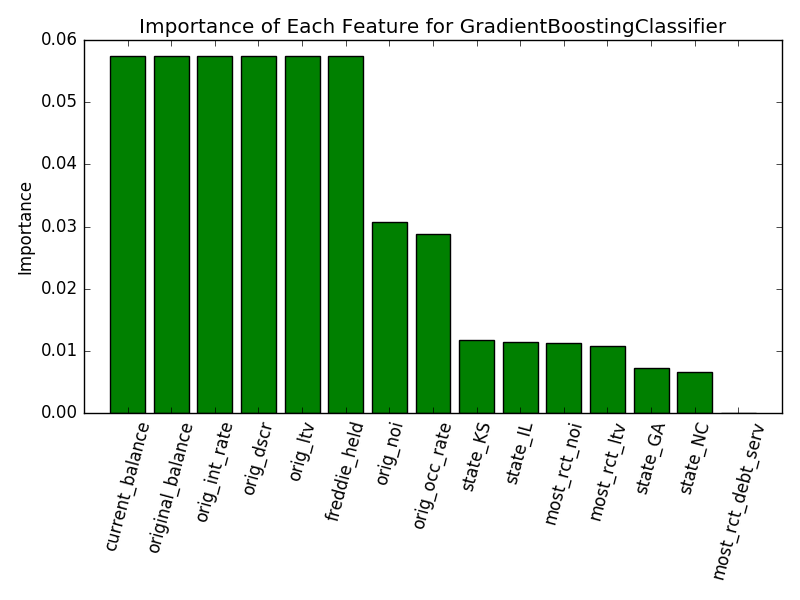 Importance of Each Feature for GradientBoostingClassifier
Importance
0.06
0.05
0.04
0.03
0.02
0.01
0.00
current_balance
original_balance
orig_int_rate
orig_dscr
orig_ltv
freddie_held
orig_noi
orig_occ_rate
state_KS
state_IL
most_rct_noi
most_rct_ltv
state_GA
state_NC
most_rct_debt_serv